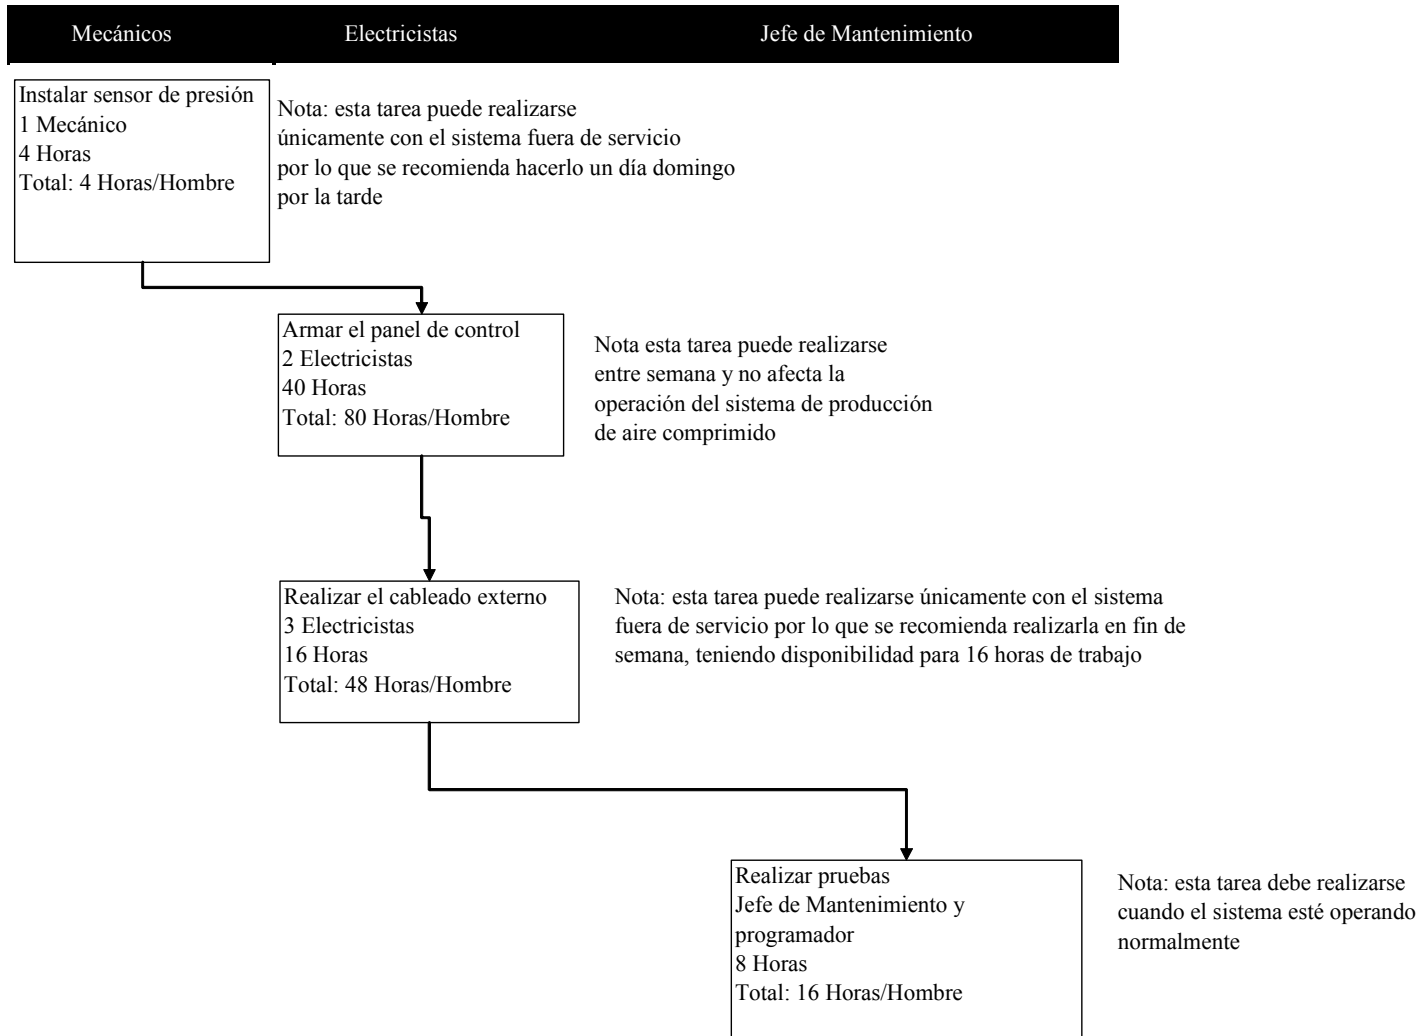 Mecánicos
Electricistas
Jefe de Mantenimiento
Instalar sensor de presión
1 Mecánico
4 Horas
Total: 4 Horas/Hombre
Nota: esta tarea puede realizarse
únicamente con el sistema fuera de servicio
por lo que se recomienda hacerlo un día domingo
por la tarde
Armar el panel de control
2 Electricistas
40 Horas
Total: 80 Horas/Hombre
Nota esta tarea puede realizarse
entre semana y no afecta la
operación del sistema de producción
de aire comprimido
Realizar el cableado externo
3 Electricistas
16 Horas
Total: 48 Horas/Hombre
Nota: esta tarea puede realizarse únicamente con el sistema
fuera de servicio por lo que se recomienda realizarla en fin de
semana, teniendo disponibilidad para 16 horas de trabajo
Realizar pruebas
Jefe de Mantenimiento y
programador
8 Horas
Total: 16 Horas/Hombre
Nota: esta tarea debe realizarse
cuando el sistema esté operando
normalmente